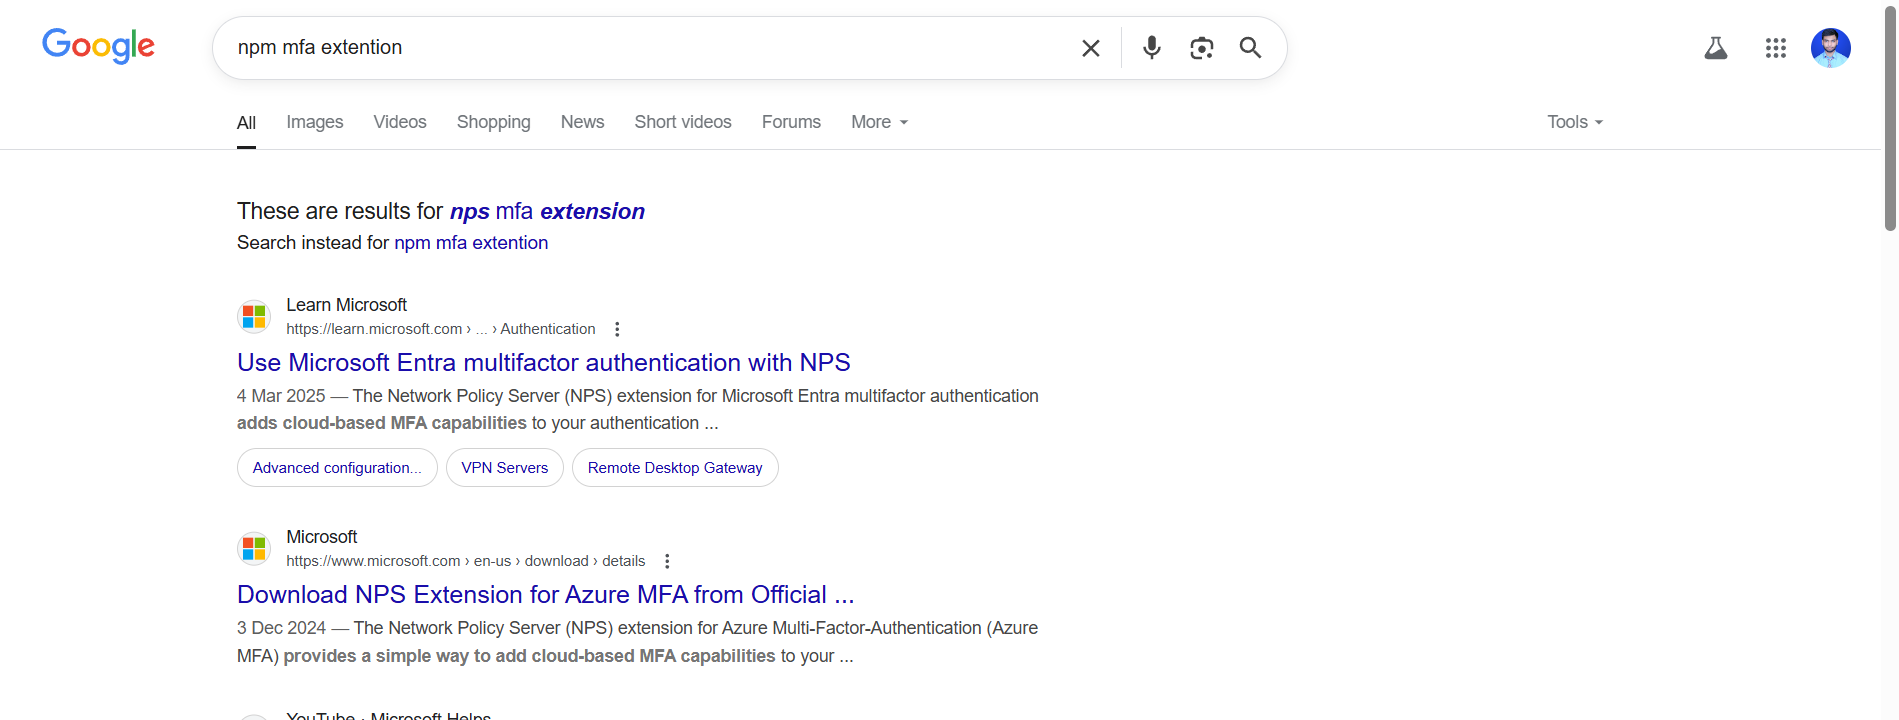 Google
npm mfa extention
All Images Videos Shopping News Short videos Forums More Tools
These are results for nps mfa extension
Search instead for npm mfa extention
Learn Microsoft
https://learn.microsoft.com › ... › Authentication
Use Microsoft Entra multifactor authentication with NPS
4 Mar 2025 — The Network Policy Server (NPS) extension for Microsoft Entra multifactor authentication
adds cloud-based MFA capabilities to your authentication ...
Advanced configuration... VPN Servers Remote Desktop Gateway
Microsoft
https://www.microsoft.com › en-us › download › details
Download NPS Extension for Azure MFA from Official ...
3 Dec 2024 — The Network Policy Server (NPS) extension for Azure Multi-Factor-Authentication (Azure
MFA) provides a simple way to add cloud-based MFA capabilities to your ...
YouTube · Microsoft Helps